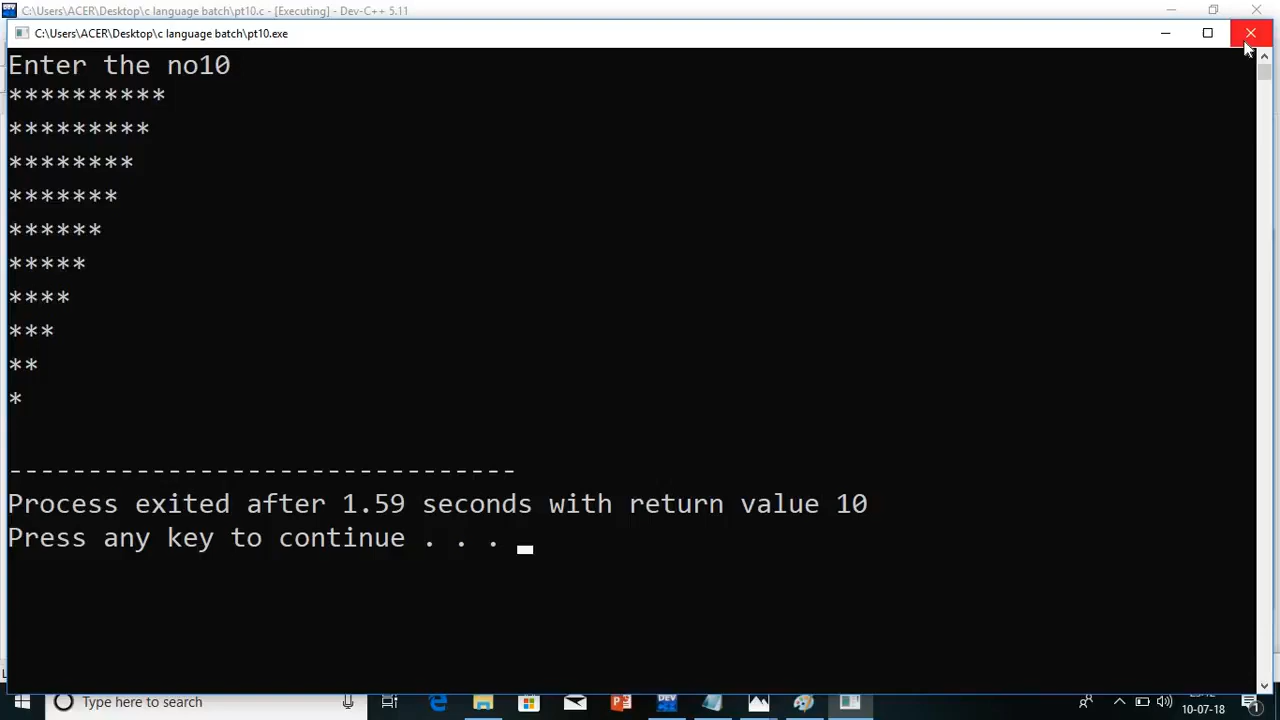 C:\Users\ACER\Desktop\c language batch\pt10.c - [Executing] - Dev-C++ 5.11
C:\Users\ACER\Desktop\c language batch\pt10.exe
Enter the no10
**********
*********
********
*******
******
*****
****
***
**
*
--------------------------------
Process exited after 1.59 seconds with return value 10
Press any key to continue . . .
Type here to search
DEV
10-07-18
1